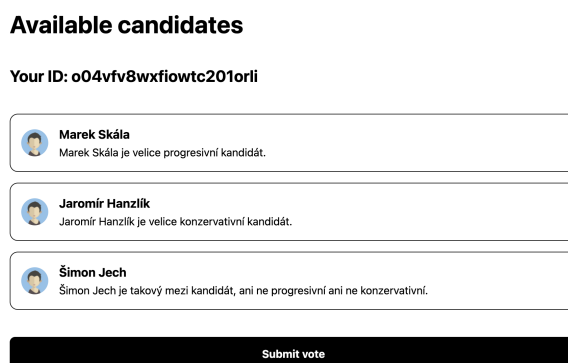 Available candidates
Your ID: o04vfv8wxfiowtc201orli
Marek Skála
Marek Skála je velice progresivní kandidát.
Jaromír Hanzlík
Jaromír Hanzlík je velice konzervativní kandidát.
Šimon Jech
Šimon Jech je takový mezi kandidát, ani ne progresivní ani ne konzervativní.
Submit vote